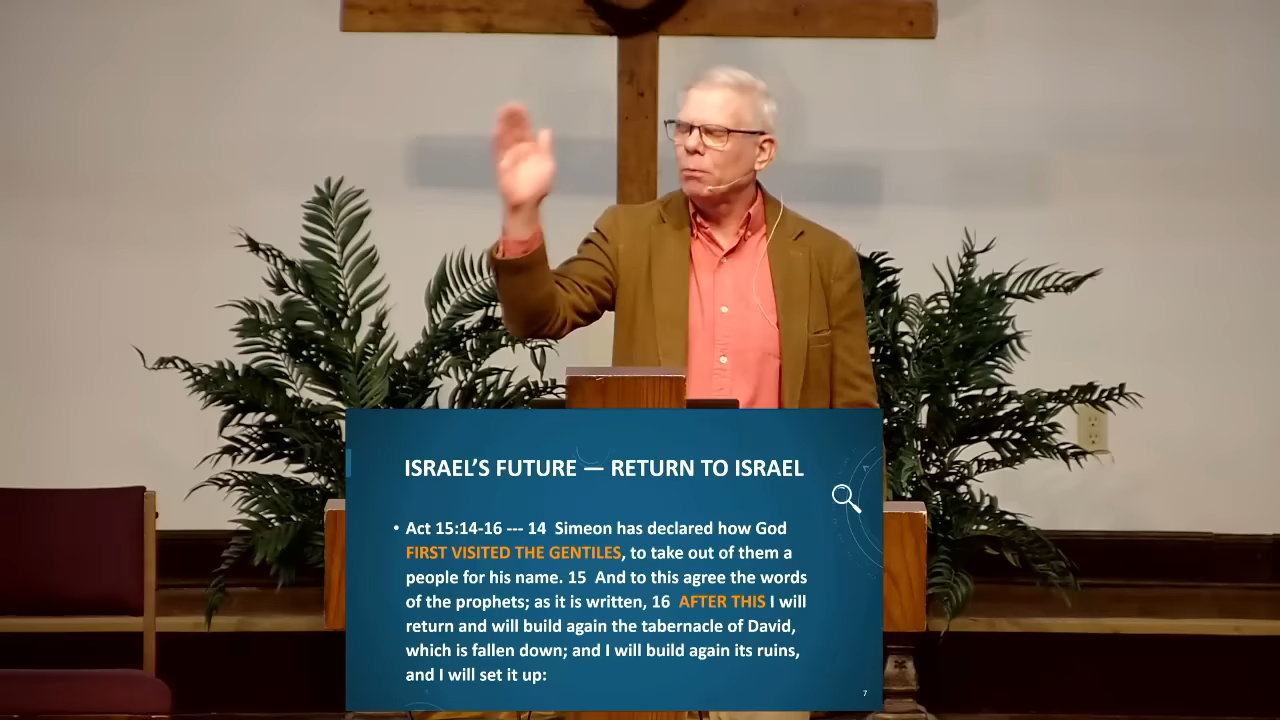 ISRAEL'S FUTURE — RETURN TO ISRAEL
• Act 15:14-16 --- 14  Simeon has declared how God
FIRST VISITED THE GENTILES, to take out of them a
people for his name. 15  And to this agree the words
of the prophets; as it is written, 16  AFTER THIS I will
return and will build again the tabernacle of David,
which is fallen down; and I will build again its ruins,
and I will set it up:
7